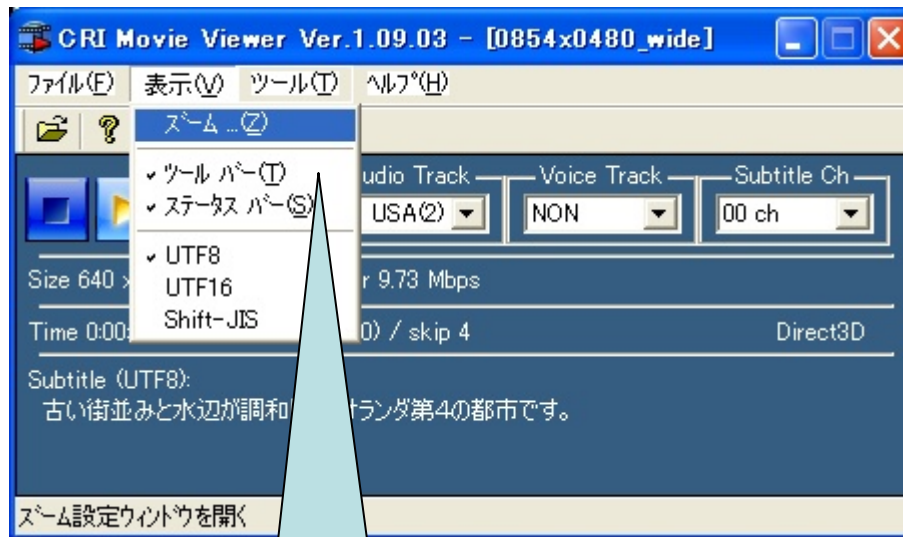 CRI Movie Viewer Ver.1.09.03 - [0854x0480_wide]
ファイル(F) 表示(V) ツール(T) ヘルプ(H)
ズーム ...(Z)
ツール バー(T)
ステータス バー(S)
UTF8
UTF16
Shift-JIS
udio Track
Voice Track
Subtitle Ch
USA(2)
NON
00 ch
Size 640
r 9.73 Mbps
Time 0:00:
0) / skip 4
Direct3D
Subtitle (UTF8):
古い街並みと水辺が調和
ランダ第4の都市です。
ズーム設定ウィンドウを開く